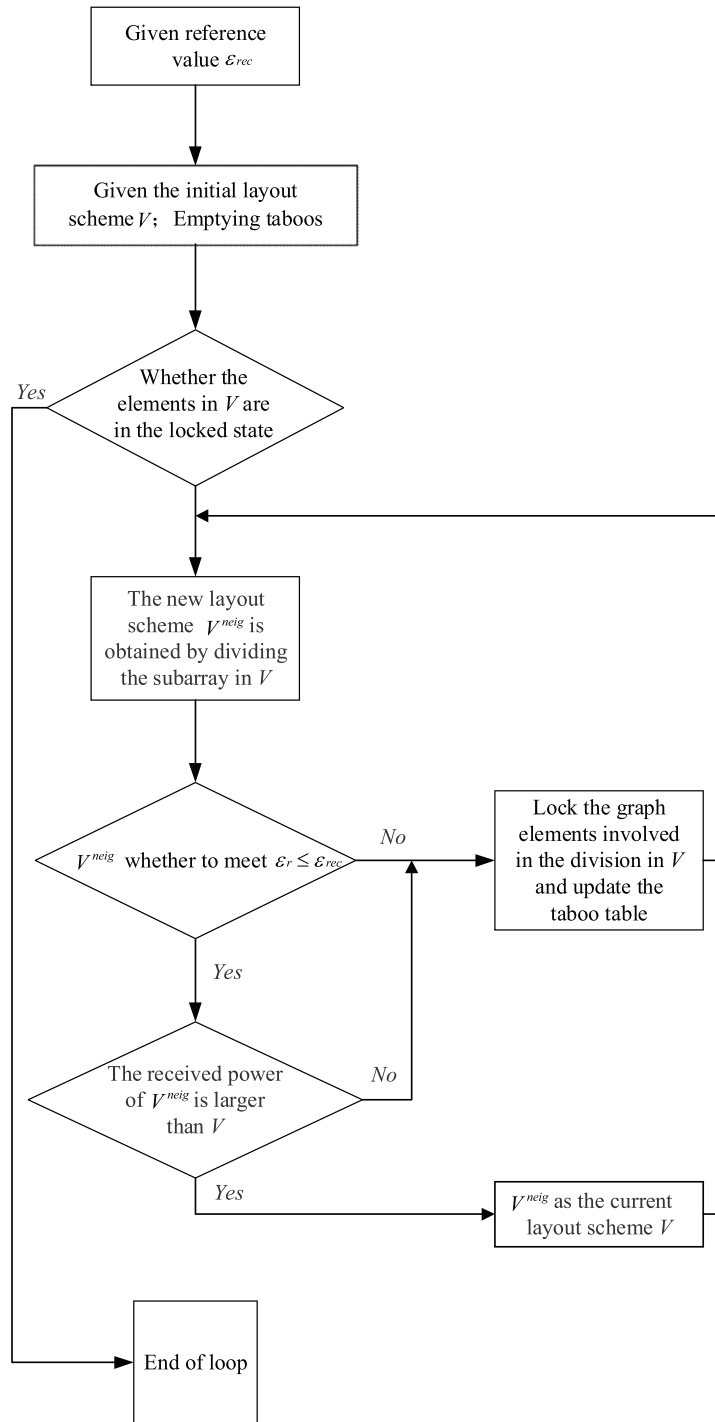 Given reference
value εrec
Given the initial layout
scheme V; Emptying taboos
Yes
Whether the
elements in V are
in the locked state
The new layout
scheme Vneig is
obtained by dividing
the subarray in V
Vneig whether to meet εr ≤ εrec
No
Lock the graph
elements involved
in the division in V
and update the
taboo table
Yes
The received power
of Vneig is larger
than V
No
Yes
Vneig as the current
layout scheme V
End of loop